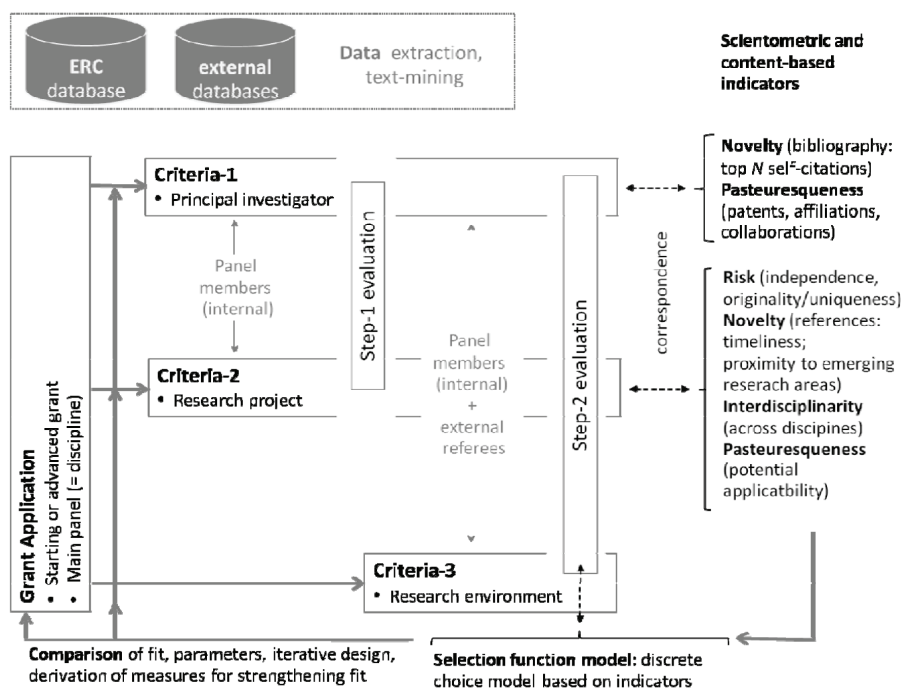 ERC
database
external
databases
Data extraction,
text-mining
Scientometric and
content-based
indicators
Criteria-1
• Principal investigator
Novelty (bibliography:
top N self-citations)
Pasteuresqueness
(patents, affiliations,
collaborations)
Panel
members
(internal)
Step-1 evaluation
Step-2 evaluation
correspondence
Panel
members
(internal)
+
external
referees
Risk (independence,
originality/uniqueness)
Novelty (references:
timeliness;
proximity to emerging
reserach areas)
Interdisciplinarity
(across discipines)
Pasteuresqueness
(potential
applicatbility)
Criteria-2
• Research project
Grant Application
• Starting or advanced grant
• Main panel (= discipline)
Criteria-3
• Research environment
Comparison of fit, parameters, iterative design,
derivation of measures for strengthening fit
Selection function model: discrete
choice model based on indicators